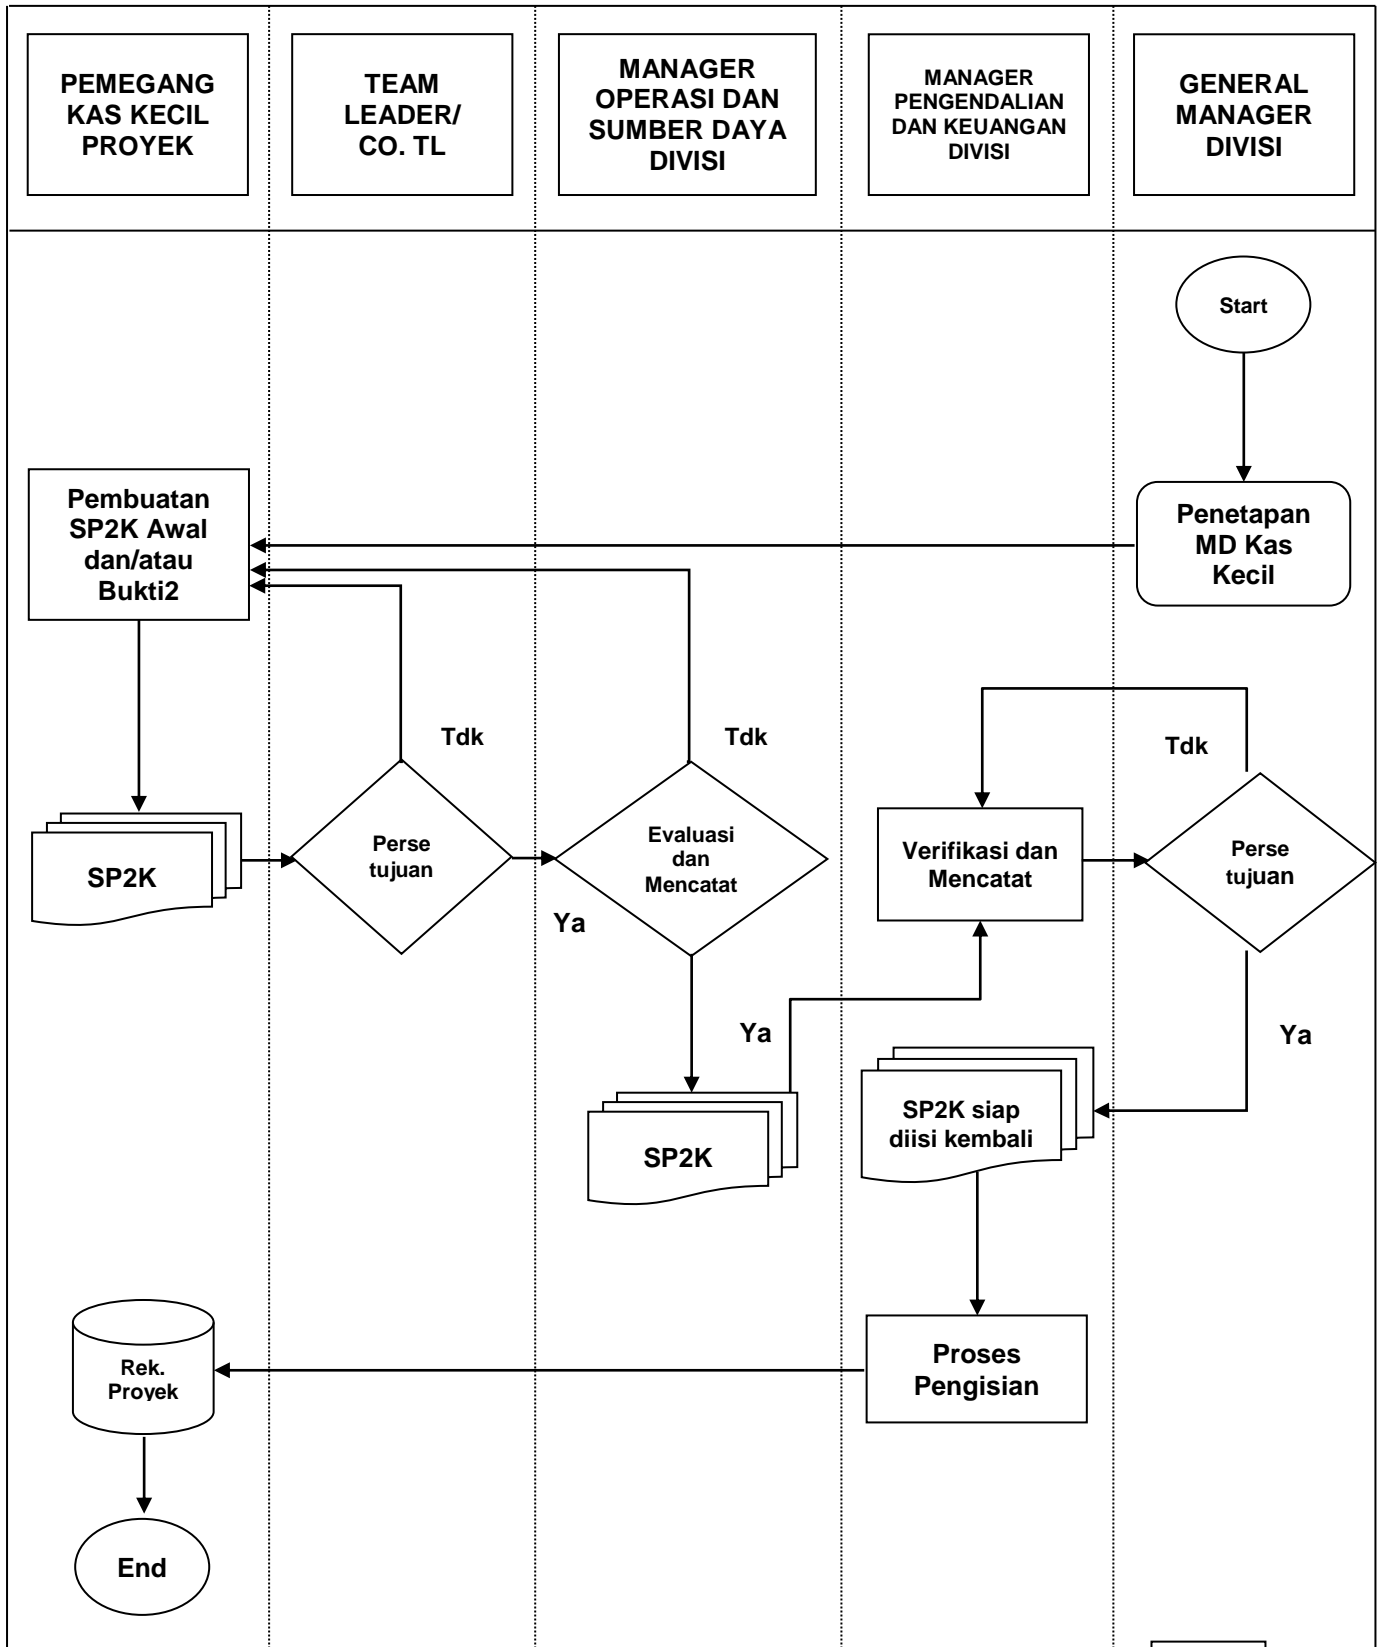 PEMEGANG
KAS KECIL
PROYEK
TEAM
LEADER/
CO. TL
MANAGER
OPERASI DAN
SUMBER DAYA
DIVISI
MANAGER
PENGENDALIAN
DAN KEUANGAN
DIVISI
GENERAL
MANAGER
DIVISI
Start
Pembuatan
SP2K Awal
dan/atau
Bukti2
Penetapan
MD Kas
Kecil
Tdk
Tdk
Tdk
SP2K
Perse
tujuan
Evaluasi
dan
Mencatat
Verifikasi dan
Mencatat
Perse
tujuan
Ya
Ya
Ya
SP2K
SP2K siap
diisi kembali
Rek.
Proyek
Proses
Pengisian
End